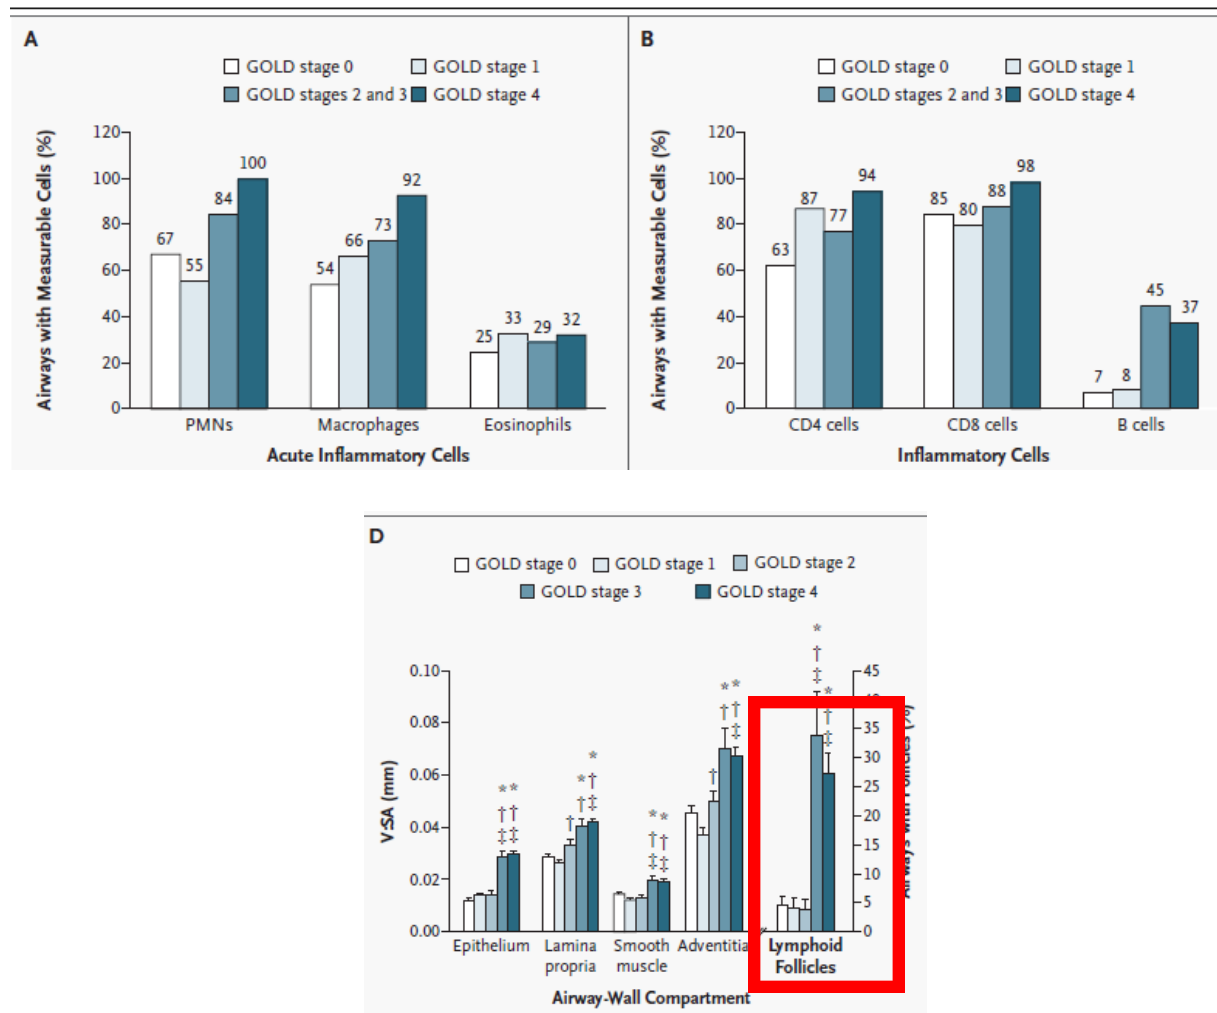 A
GOLD stage 0 GOLD stage 1
GOLD stages 2 and 3 GOLD stage 4
Airways with Measurable Cells (%)
120
100
80
60
40
20
0
67 55 84 100
54 66 73 92
25 33 29 32
PMNs Macrophages Eosinophils
Acute Inflammatory Cells
B
GOLD stage 0 GOLD stage 1
GOLD stages 2 and 3 GOLD stage 4
Airways with Measurable Cells (%)
120
100
80
60
40
20
0
63 87 77 94
85 80 88 98
7 8 45 37
CD4 cells CD8 cells B cells
Inflammatory Cells
D
GOLD stage 0 GOLD stage 1 GOLD stage 2
GOLD stage 3 GOLD stage 4
V:SA (mm)
0.10
0.08
0.06
0.04
0.02
0.00
**
††
‡‡
†
*
*†
†‡
**
††
‡‡
†
**
††
‡
*
†
‡
*
†
‡
45
35
30
25
20
15
10
5
0
Epithelium Lamina propria Smooth muscle Adventitia Lymphoid Follicles
Airway-Wall Compartment